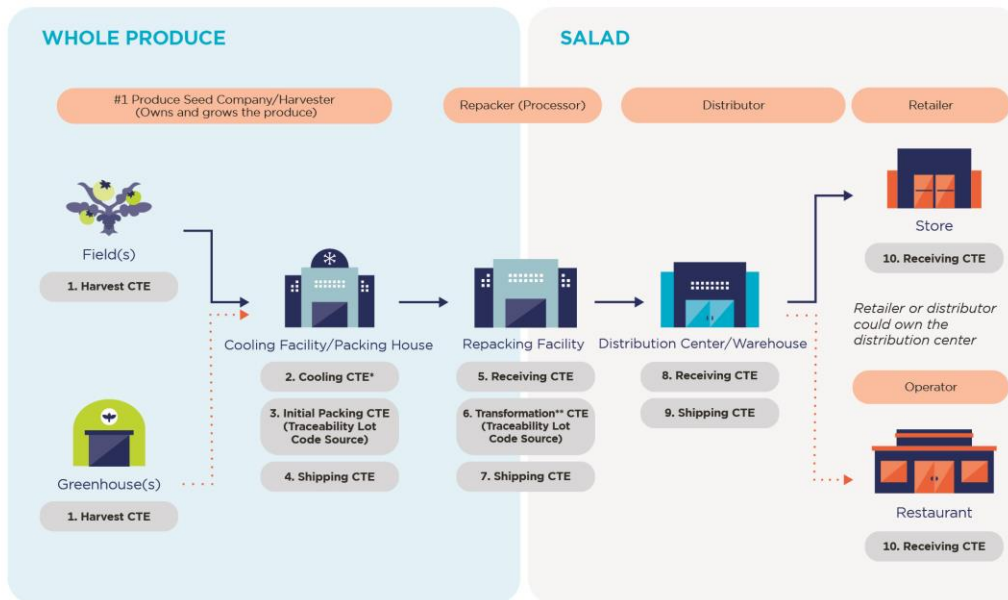 WHOLE PRODUCE
SALAD
#1 Produce Seed Company/Harvester
(Owns and grows the produce)
Repacker (Processor)
Distributor
Retailer
Field(s)
1. Harvest CTE
Greenhouse(s)
1. Harvest CTE
Cooling Facility/Packing House
2. Cooling CTE*
3. Initial Packing CTE
(Traceability Lot
Code Source)
4. Shipping CTE
Repacking Facility
5. Receiving CTE
6. Transformation** CTE
(Traceability Lot
Code Source)
7. Shipping CTE
Distribution Center/Warehouse
8. Receiving CTE
9. Shipping CTE
Store
10. Receiving CTE
Retailer or distributor
could own the
distribution center
Operator
Restaurant
10. Receiving CTE